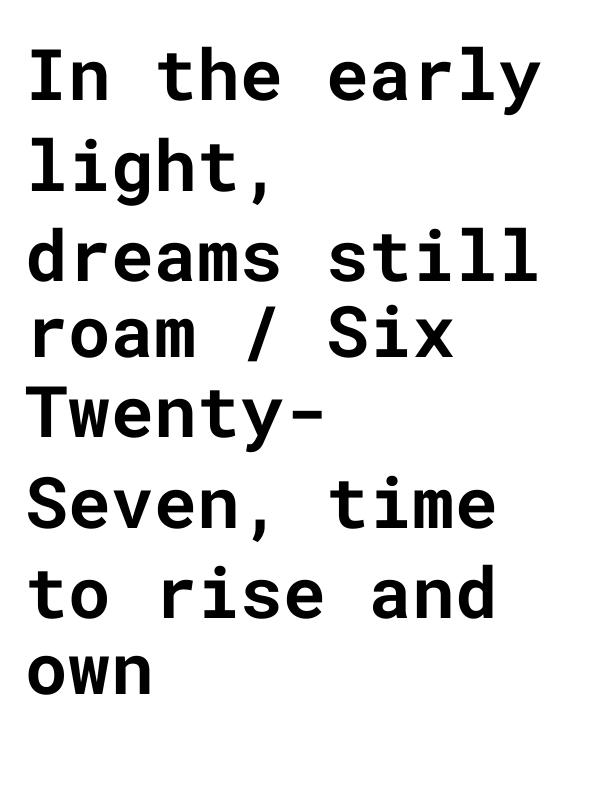 In the early
light,
dreams still
roam / Six
Twenty-
Seven, time
to rise and
own